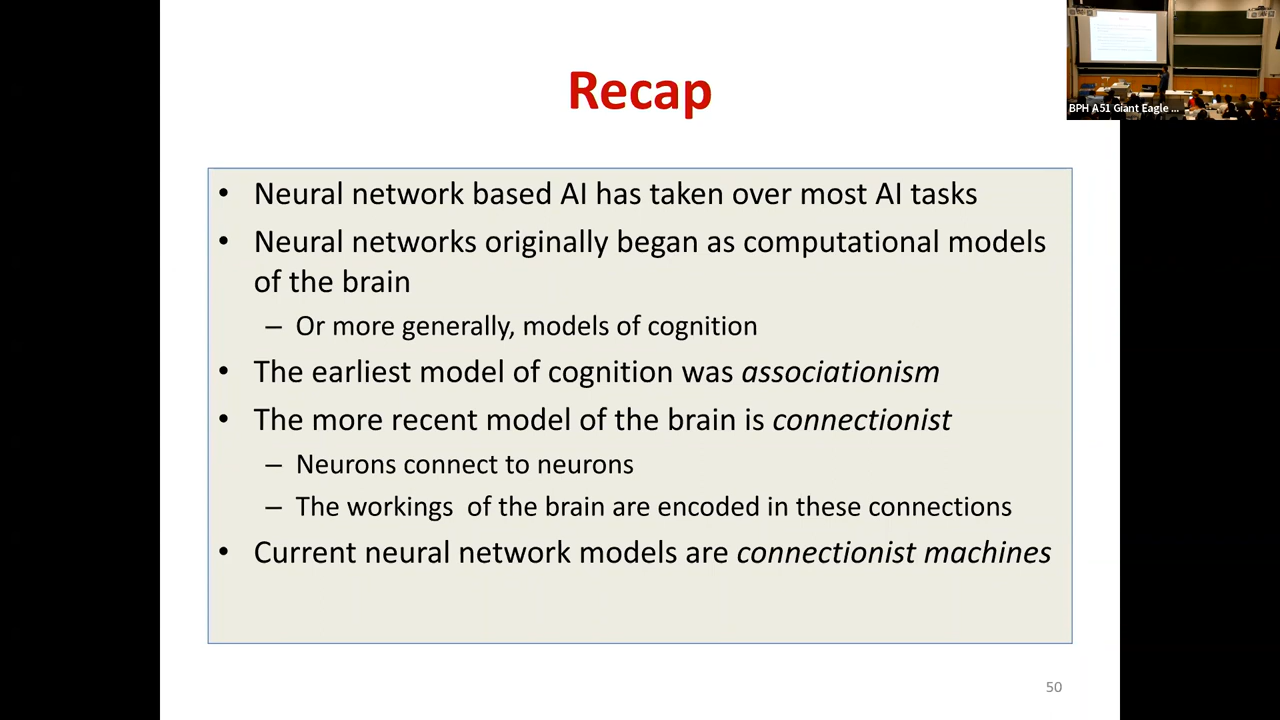 Recap
BPH A51 Giant Eagle ...
• Neural network based AI has taken over most AI tasks
• Neural networks originally began as computational models
of the brain
– Or more generally, models of cognition
• The earliest model of cognition was associationism
• The more recent model of the brain is connectionist
– Neurons connect to neurons
– The workings  of the brain are encoded in these connections
• Current neural network models are connectionist machines
50